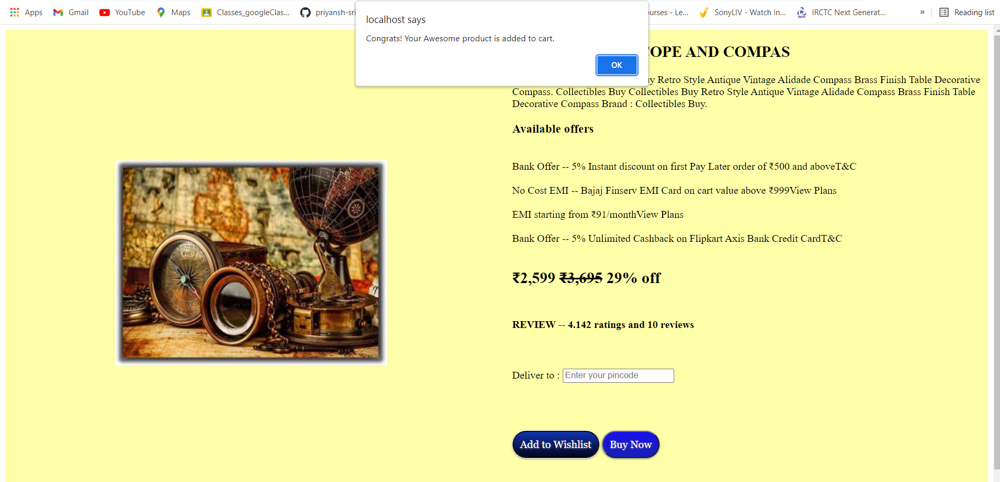 Apps Gmail YouTube Maps Classes_googleClas... priyansh-sri urses - Le... SonyLIV - Watch In... IRCTC Next Generat... » Reading list
localhost says
Congrats! Your Awesome product is added to cart.
OK
OPE AND COMPAS
Retro Style Antique Vintage Alidade Compass Brass Finish Table Decorative
Compass. Collectibles Buy Collectibles Buy Retro Style Antique Vintage Alidade Compass Brass Finish Table
Decorative Compass Brand : Collectibles Buy.
Available offers
Bank Offer -- 5% Instant discount on first Pay Later order of ₹500 and aboveT&C
No Cost EMI -- Bajaj Finserv EMI Card on cart value above ₹999View Plans
EMI starting from ₹91/monthView Plans
Bank Offer -- 5% Unlimited Cashback on Flipkart Axis Bank Credit CardT&C
₹2,599 ₹3,695 29% off
REVIEW -- 4.142 ratings and 10 reviews
Deliver to : Enter your pincode
Add to Wishlist Buy Now
West